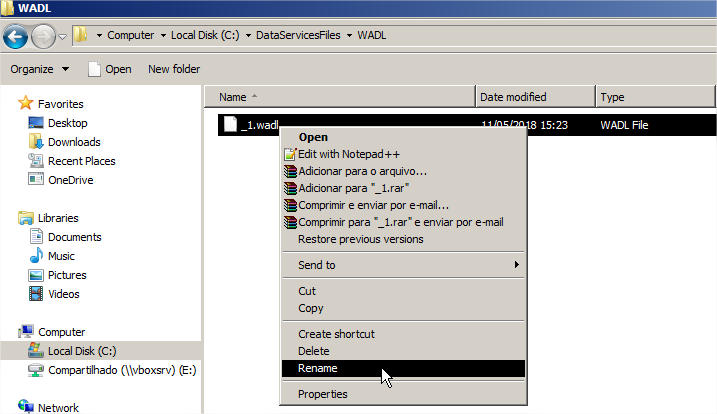 WADL
Computer Local Disk (C:) DataServicesFiles WADL
Organize Open New folder
Name Date modified Type
Favorites
Desktop
Downloads
Recent Places
OneDrive
Libraries
Documents
Music
Pictures
Videos
Computer
Local Disk (C:)
Compartilhado (\\vboxsrv) (E:)
Network
_1.wadl 11/05/2018 15:23 WADL File
Open
Edit with Notepad++
Adicionar para o arquivo...
Adicionar para "_1.rar"
Comprimir e enviar por e-mail...
Comprimir para "_1.rar" e enviar por e-mail
Restore previous versions
Send to
Cut
Copy
Create shortcut
Delete
Rename
Properties